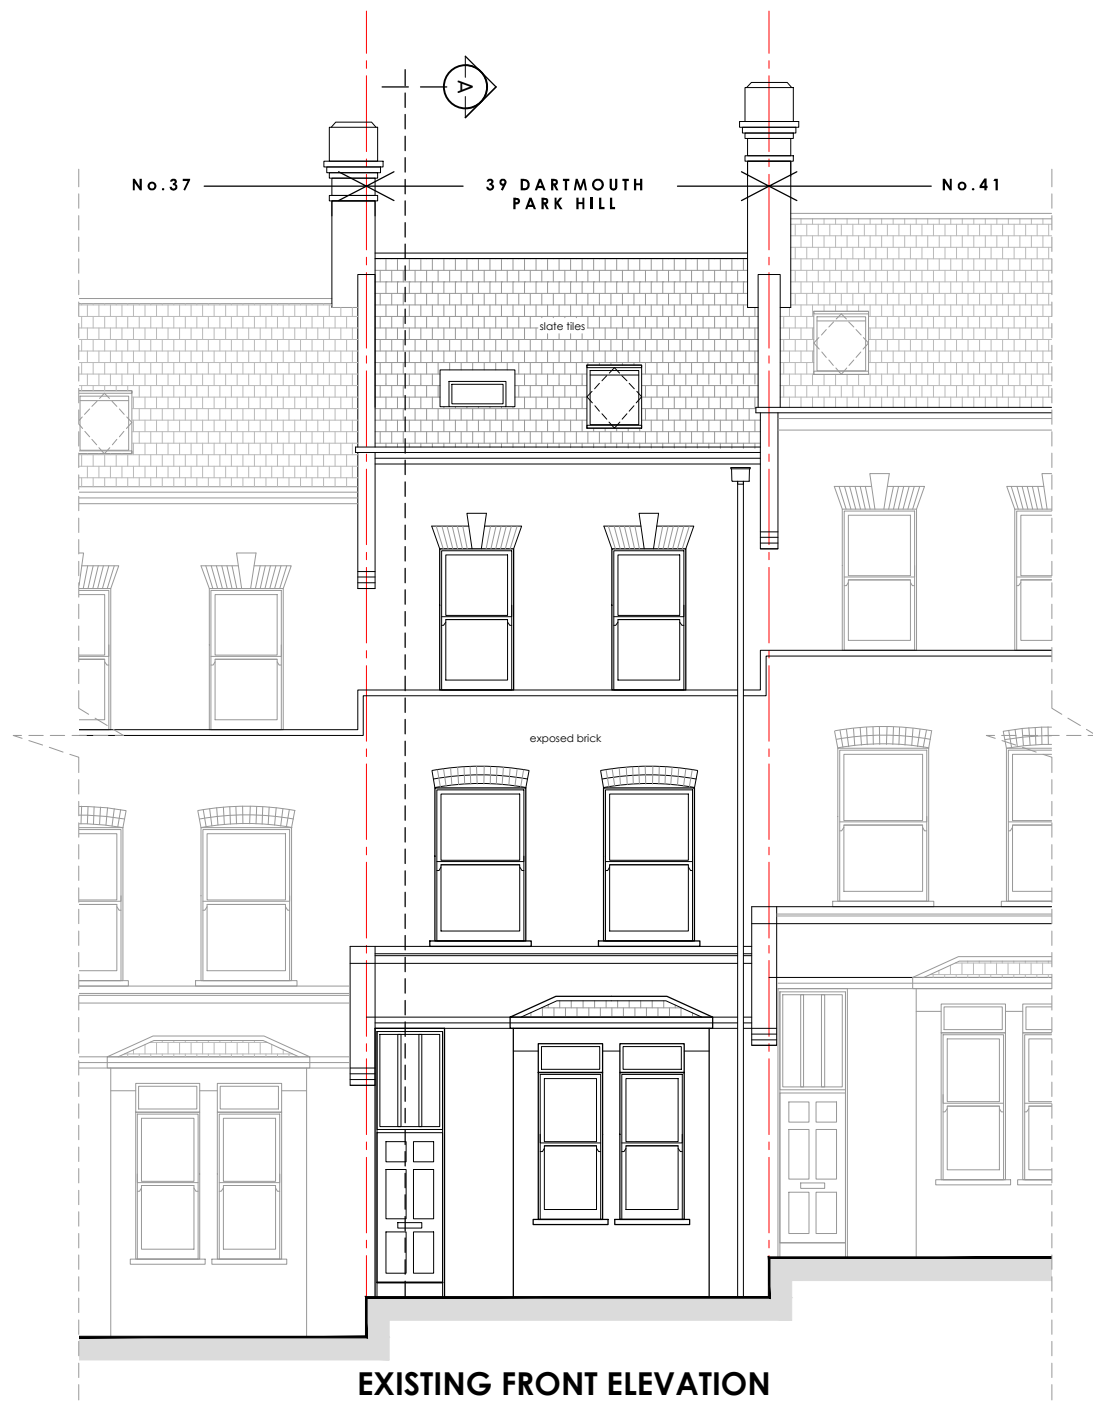 A
No.37
39 DARTMOUTH
PARK HILL
No.41
slate tiles
exposed brick
EXISTING FRONT ELEVATION